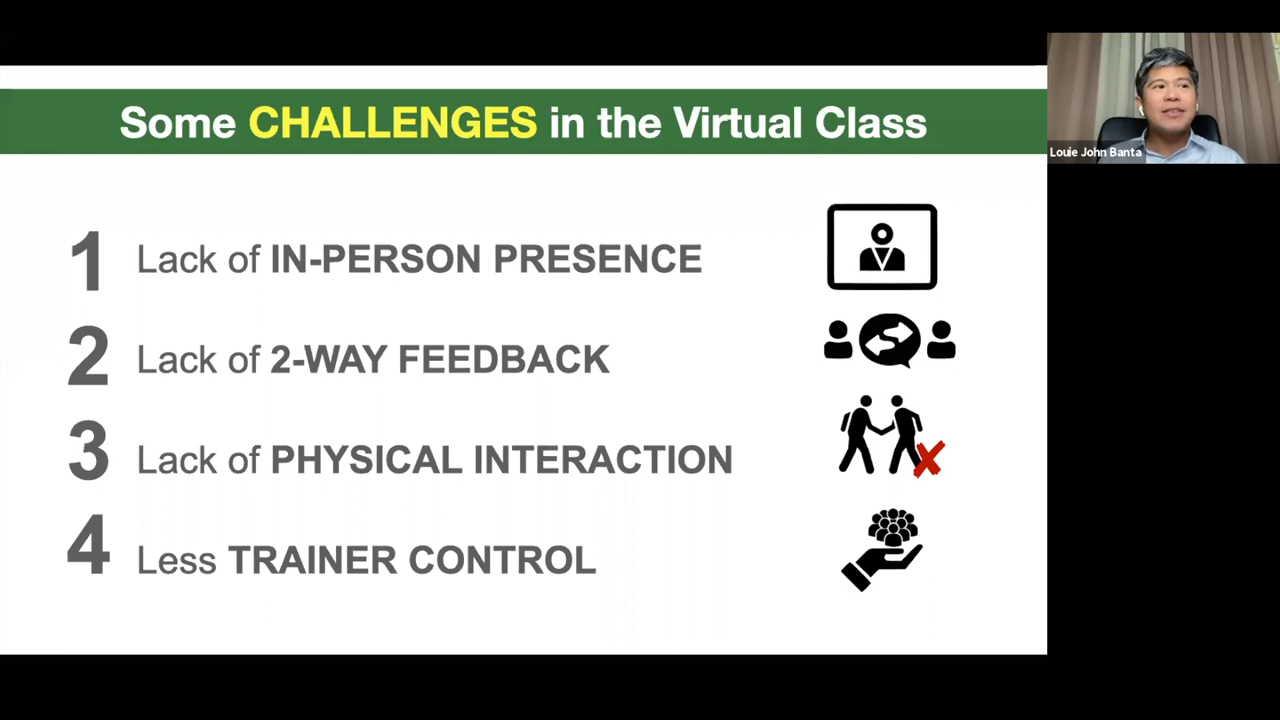 Some CHALLENGES in the Virtual Class
1 Lack of IN-PERSON PRESENCE
2 Lack of 2-WAY FEEDBACK
3 Lack of PHYSICAL INTERACTION
4 Less TRAINER CONTROL
Louie John Banta